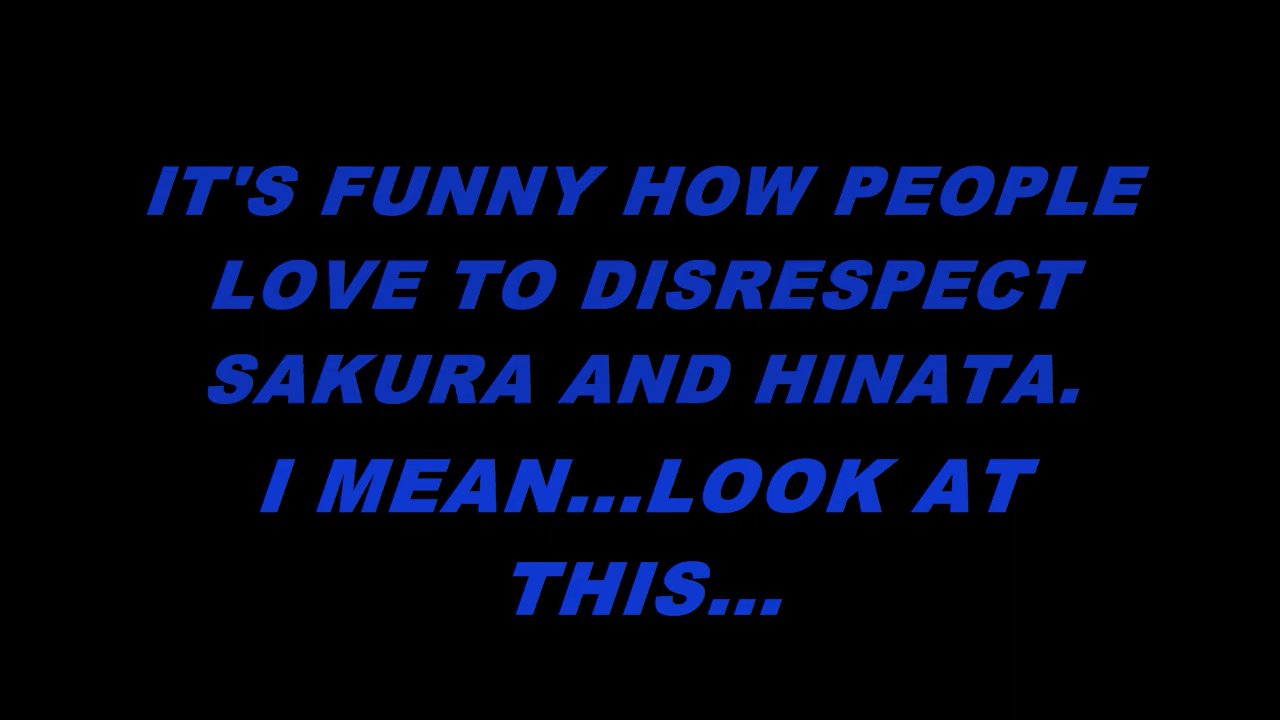 IT'S FUNNY HOW PEOPLE
LOVE TO DISRESPECT
SAKURA AND HINATA.
I MEAN...LOOK AT
THIS...